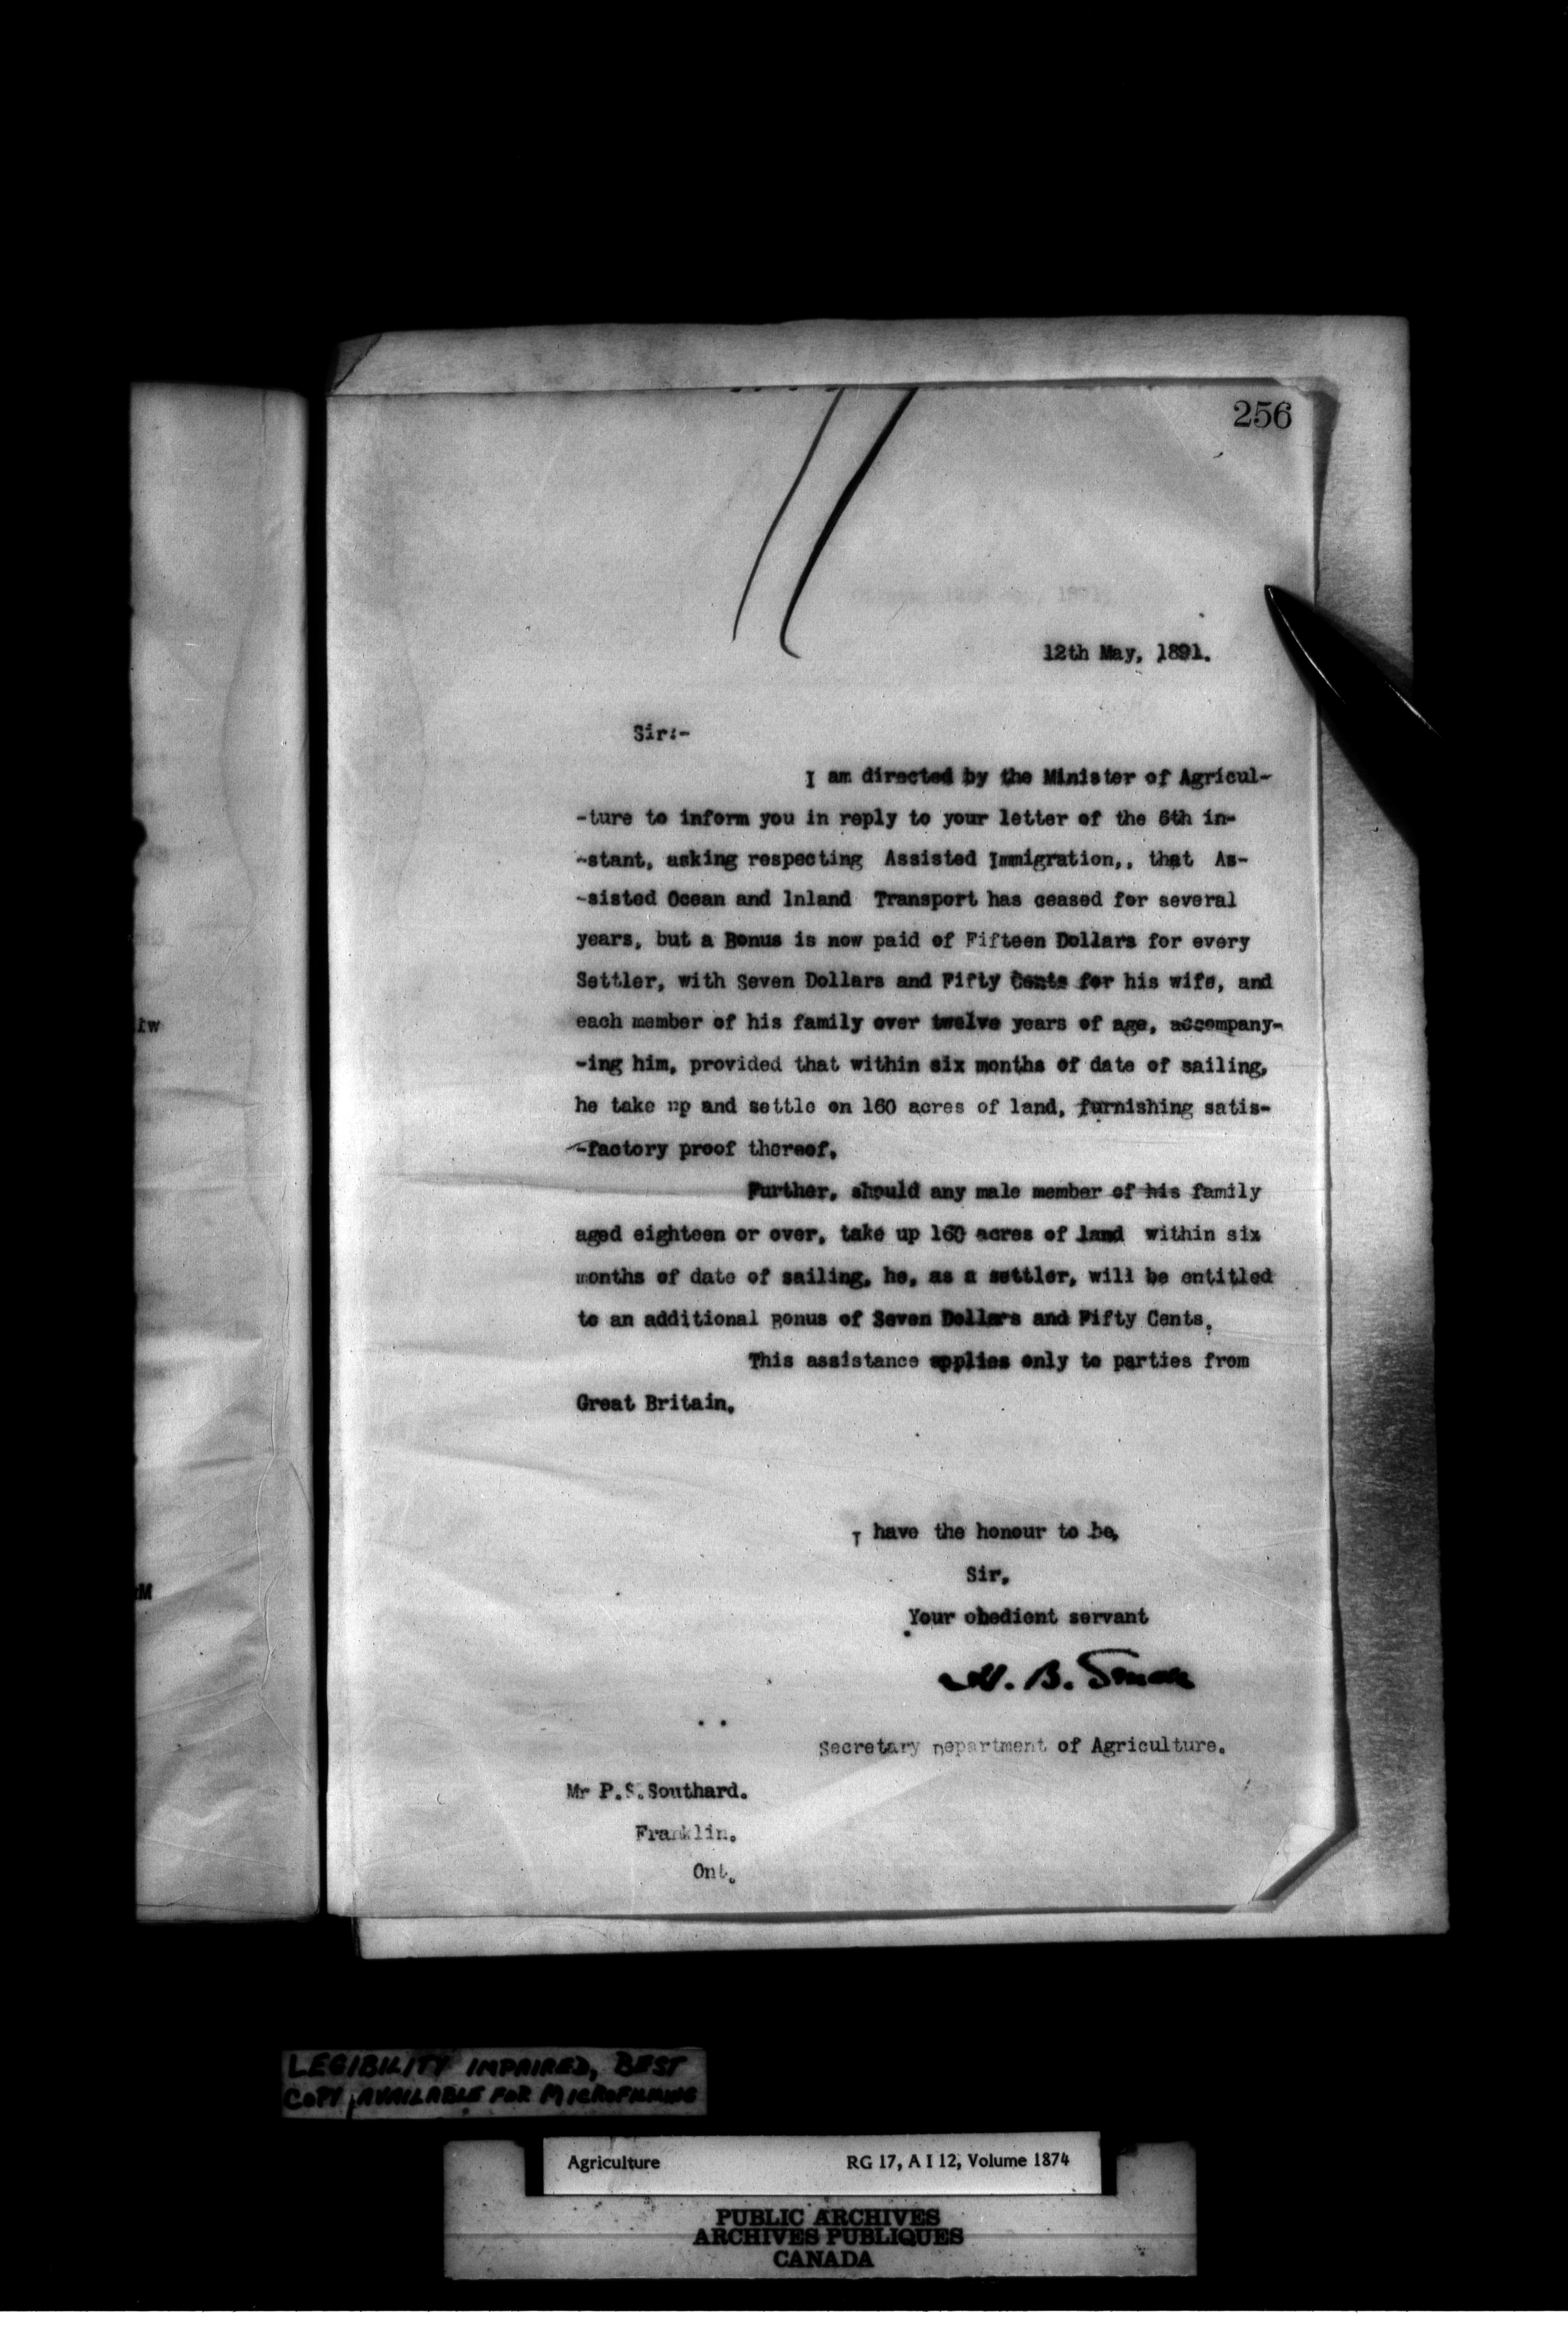 256
12th May, 1891.
Sir:-
I am directed by the Minister of Agricul-
-ture to inform you in reply to your letter of the 6th in-
-stant, asking respecting Assisted Immigration,, that As-
-sisted Ocean and Inland Transport has ceased for several
years, but a Bonus is now paid of Fifteen Dollars for every
Settler, with Seven Dollars and Fifty Cents for his wife, and
each member of his family over twelve years of age, accompany-
-ing him, provided that within six months of date of sailing,
he take up and settle on 160 acres of land, furnishing satis-
-factory proof thereof.
Further, should any male member of his family
aged eighteen or over, take up 160 acres of land within six
months of date of sailing, he, as a settler, will be entitled
to an additional Bonus of Seven Dollars and Fifty Cents.
This assistance applies only to parties from
Great Britain.
I have the honour to be,
Sir,
Your obedient servant
H. B. Small
Secretary Department of Agriculture.
Mr P.S.Southard.
Franklin.
Ont.
LEGIBILITY IMPAIRED, BEST
COPY AVAILABLE FOR MICROFILMING
Agriculture RG 17, A I 12, Volume 1874
PUBLIC ARCHIVES
ARCHIVES PUBLIQUES
CANADA